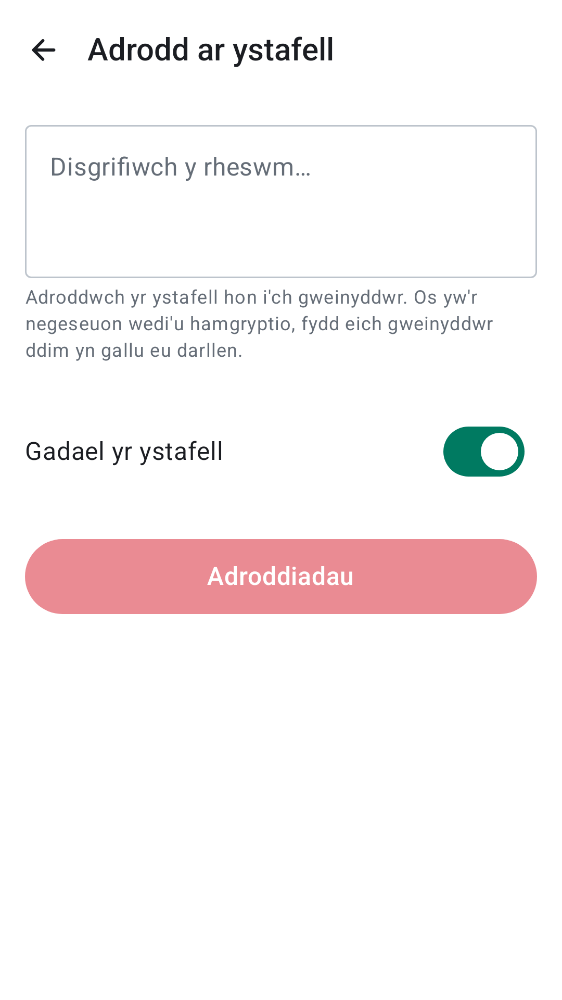 Adrodd ar ystafell
Disgrifiwch y rheswm…
Adroddwch yr ystafell hon i'ch gweinyddwr. Os yw'r
negeseuon wedi'u hamgryptio, fydd eich gweinyddwr
ddim yn gallu eu darllen.
Gadael yr ystafell
Adroddiadau